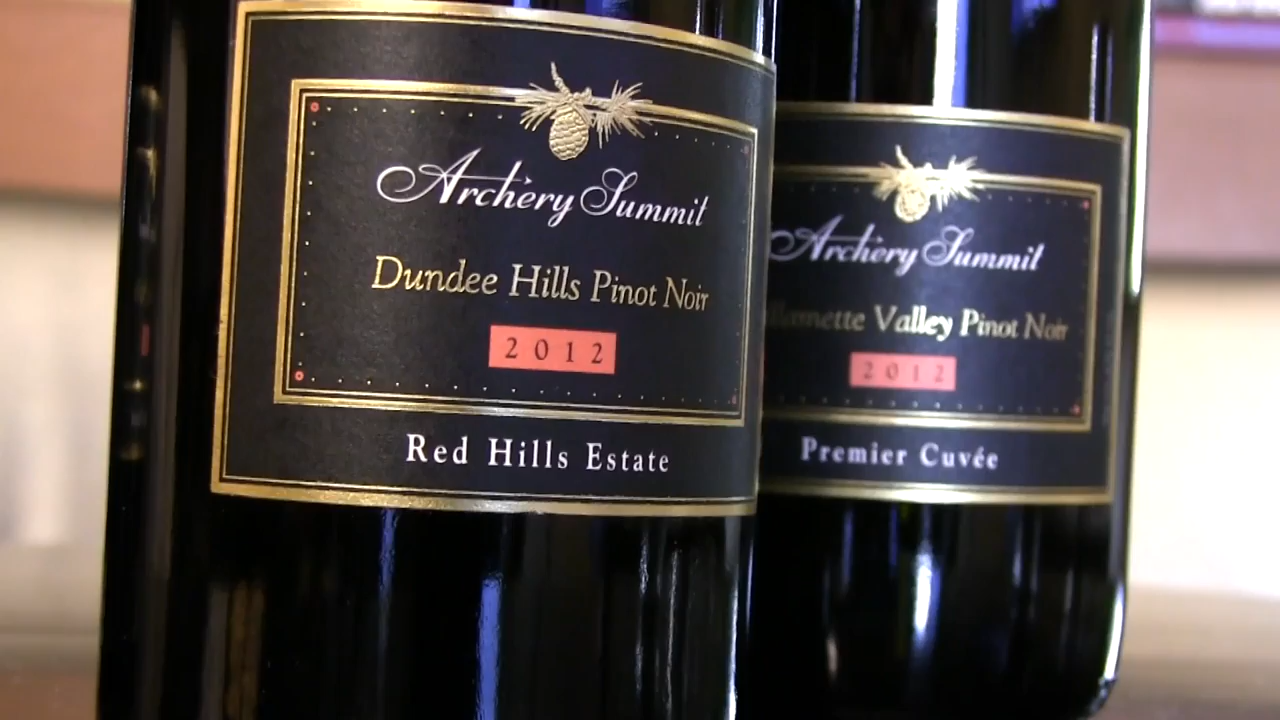 Archery Summit
Dundee Hills Pinot Noir
2012
Red Hills Estate
Archery Summit
Valley Pinot Noir
2012
Premier Cuvée